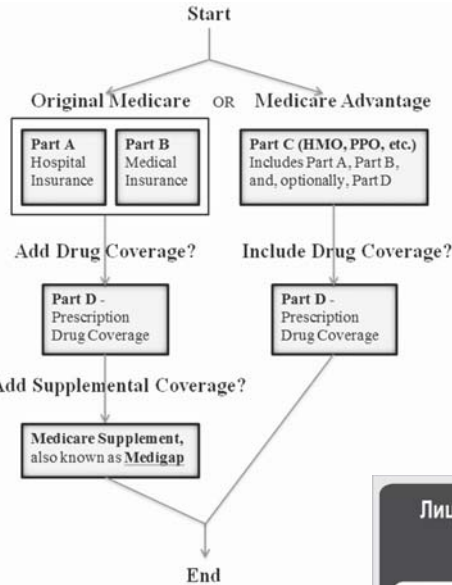 Start
Original Medicare OR Medicare Advantage
Part A
Hospital
Insurance
Part B
Medical
Insurance
Part C (HMO, PPO, etc.)
Includes Part A, Part B,
and, optionally, Part D
Add Drug Coverage?
Include Drug Coverage?
Part D -
Prescription
Drug Coverage
Part D -
Prescription
Drug Coverage
Add Supplemental Coverage?
Medicare Supplement,
also known as Medigap
End